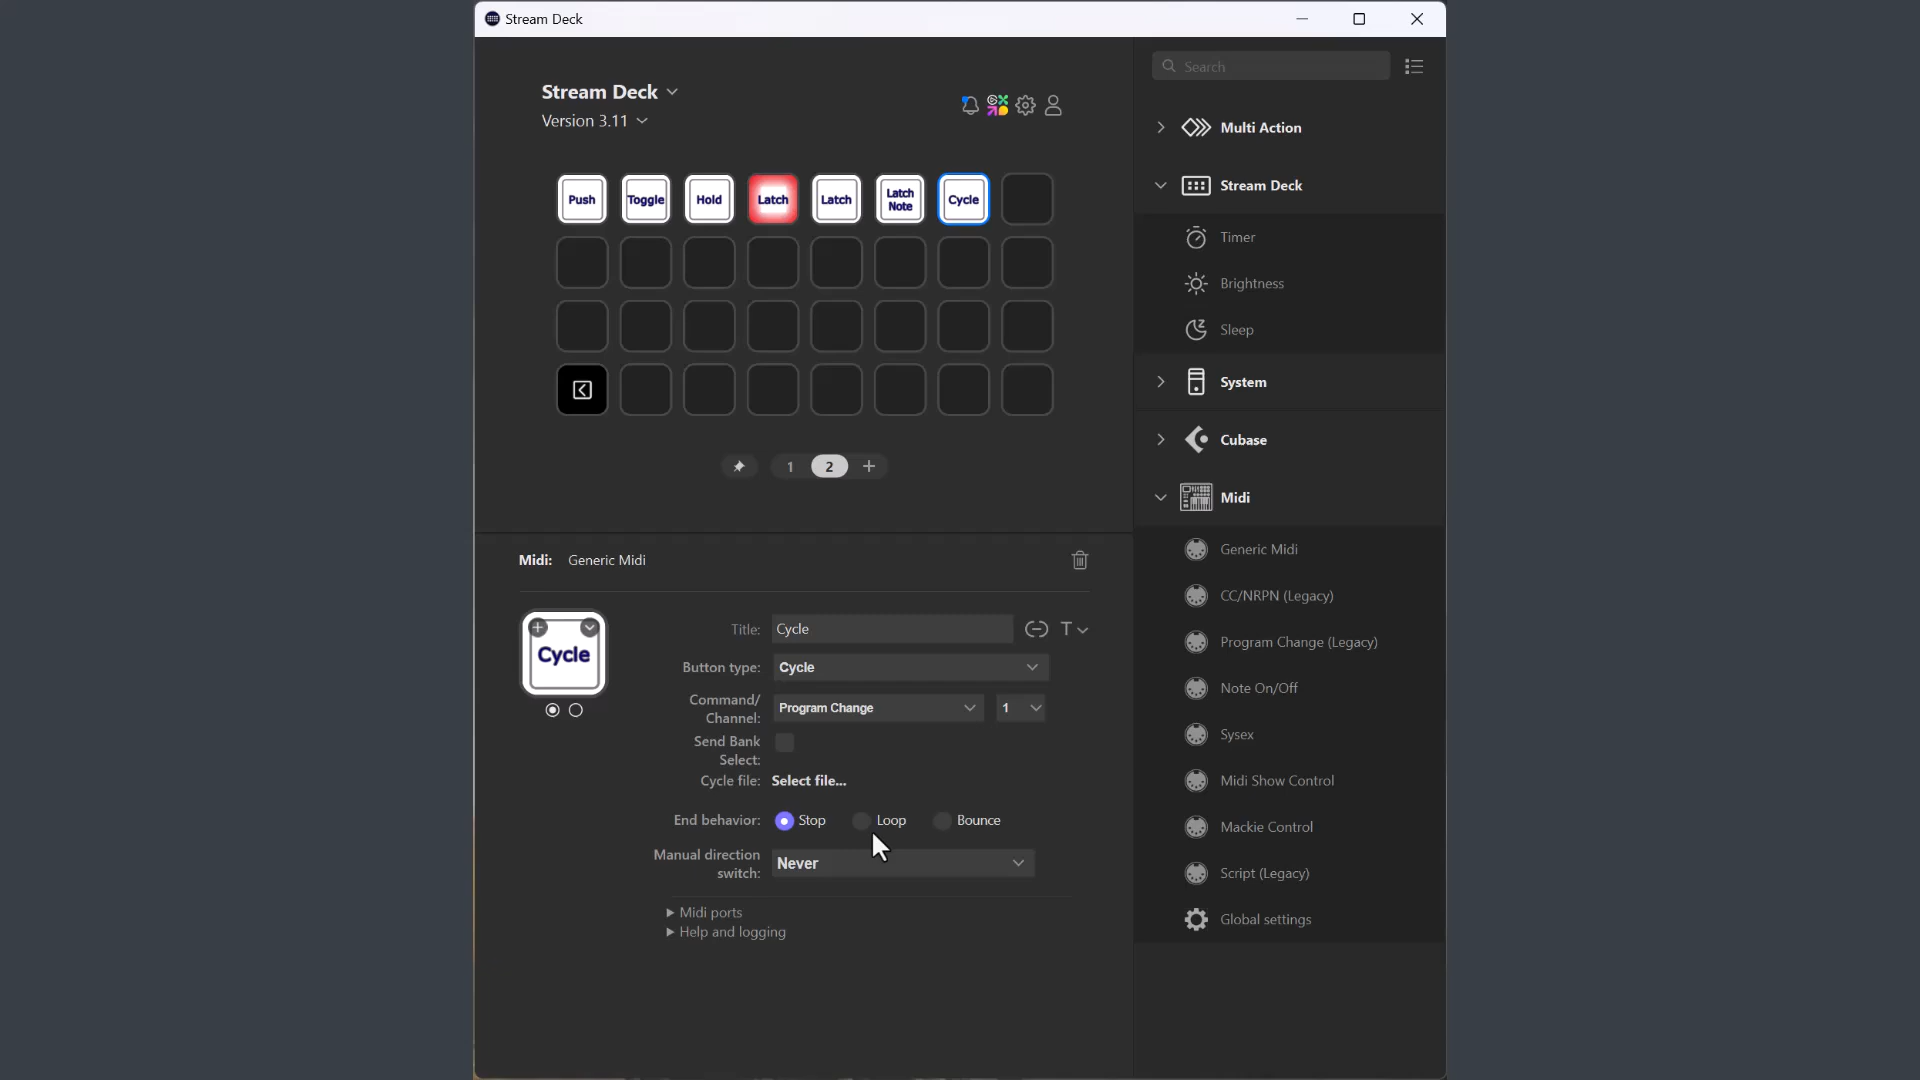 Stream Deck
Search
Stream Deck
Version 3.11
Multi Action
Push
Toggle
Hold
Latch
Latch
Latch
Note
Cycle
Stream Deck
Timer
Brightness
Sleep
System
Cubase
1
2
+
Midi
Midi:
Generic Midi
Generic Midi
CC/NRPN (Legacy)
Program Change (Legacy)
Note On/Off
Sysex
Midi Show Control
Mackie Control
Script (Legacy)
Global settings
Cycle
Title:
Cycle
T
Button type:
Cycle
Command/
Channel:
Program Change
1
Send Bank
Select:
Cycle file:
Select file...
End behavior:
Stop
Loop
Bounce
Manual direction
switch:
Never
Midi ports
Help and logging